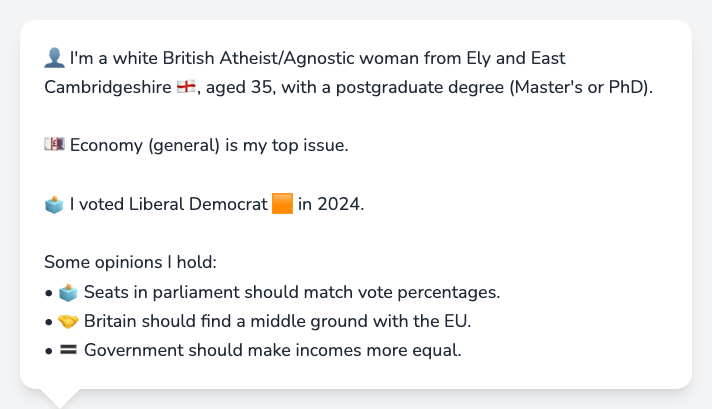 👤 I'm a white British Atheist/Agnostic woman from Ely and East
Cambridgeshire 🏴󠁧󠁢󠁥󠁮󠁧󠁿, aged 35, with a postgraduate degree (Master's or PhD).
💷 Economy (general) is my top issue.
🗳️ I voted Liberal Democrat 🟧 in 2024.
Some opinions I hold:
• 🗳️ Seats in parliament should match vote percentages.
• 🤝 Britain should find a middle ground with the EU.
• 🟰 Government should make incomes more equal.